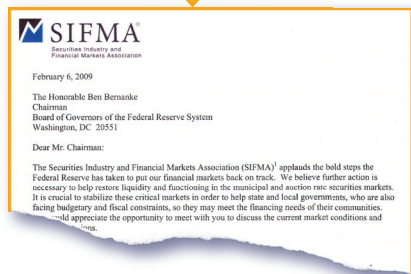 SIFMA®
Securities Industry and
Financial Markets Association
February 6, 2009
The Honorable Ben Bernanke
Chairman
Board of Governors of the Federal Reserve System
Washington, DC 20551
Dear Mr. Chairman:
The Securities Industry and Financial Markets Association (SIFMA)¹ applauds the bold steps the
Federal Reserve has taken to put our financial markets back on track. We believe further action is
necessary to help restore liquidity and functioning in the municipal and auction rate securities markets.
It is crucial to stabilize these critical markets in order to help state and local governments, who are also
facing budgetary and fiscal constraints, so they may meet the financing needs of their communities.
appreciate the opportunity to meet with you to discuss the current market conditions and